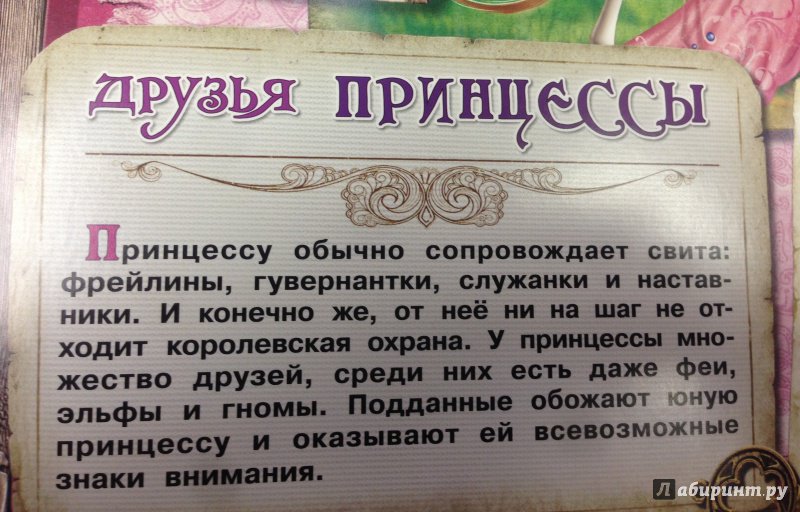 ДРУЗЬЯ ПРИНЦЕССЫ
Принцессу обычно сопровождает свита:
фрейлины, гувернантки, служанки и настав-
ники. И конечно же, от неё ни на шаг не от-
ходит королевская охрана. У принцессы мно-
жество друзей, среди них есть даже феи,
эльфы и гномы. Подданные обожают юную
принцессу и оказывают ей всевозможные
знаки внимания.
Лабиринт.ру